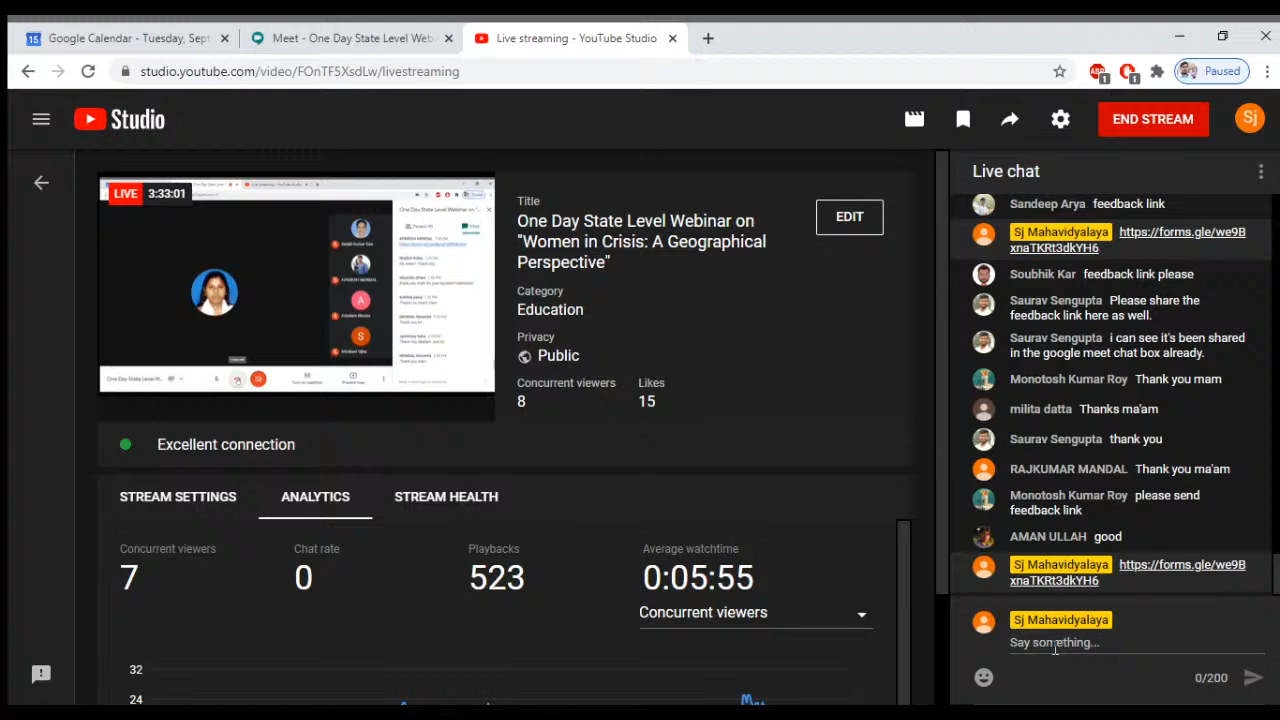 Google Calendar - Tuesday, Sept
Meet - One Day State Level Web
Live streaming - YouTube Studio
studio.youtube.com/video/FOnTF5XsdLw/livestreaming
Paused
Studio
END STREAM
Sj
LIVE 3:33:01
Title
One Day State Level Webinar on
"Women in Crisis: A Geographical
Perspective"
EDIT
Category
Education
Privacy
Public
Concurrent viewers
8
Likes
15
Excellent connection
STREAM SETTINGS
ANALYTICS
STREAM HEALTH
Concurrent viewers
7
Chat rate
0
Playbacks
523
Average watchtime
0:05:55
Concurrent viewers
32
24
Live chat
Sandeep Arya feedback link
Sj Mahavidyalaya https://forms.gle/we9B
xnaTKRt3dkYH6
Soubhik Kar feedback link please
Saurav Sengupta Please share the
feedback link here as well.
Saurav Sengupta I can see it's been shared
in the google mart inbox already.
Monotosh Kumar Roy Thank you mam
milita datta Thanks ma'am
Saurav Sengupta thank you
RAJKUMAR MANDAL Thank you ma'am
Monotosh Kumar Roy please send
feedback link
AMAN ULLAH good
Sj Mahavidyalaya https://forms.gle/we9B
xnaTKRt3dkYH6
Sj Mahavidyalaya
Say something...
0/200